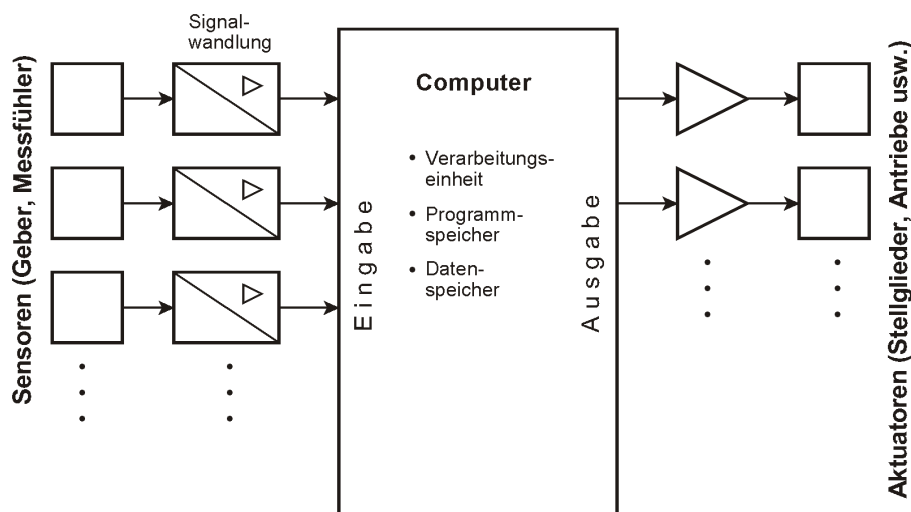 Sensoren (Geber, Messfühler)
Signal-
wandlung
Eingabe
Computer
• Verarbeitungs-
einheit
• Programm-
speicher
• Daten-
speicher
Ausgabe
Aktuatoren (Stellglieder, Antriebe usw.)